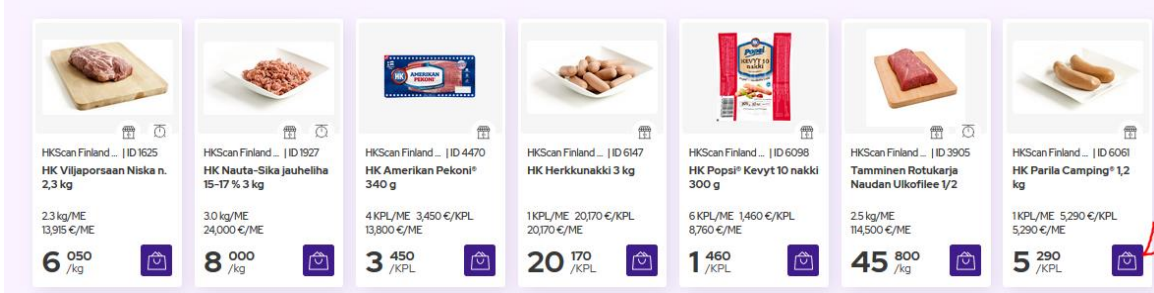 HKScan Finland ... | ID 1625
HK Viljaporsaan Niska n.
2,3 kg
2.3 kg/ME
13,915 €/ME
6 050
/kg
HKScan Finland ... | ID 1927
HK Nauta-Sika jauheliha
15-17 % 3 kg
3.0 kg/ME
24,000 €/ME
8 000
/kg
HK
AMERIKAN
PEKONI
HKScan Finland ... | ID 4470
HK Amerikan Pekoni®
340 g
4 KPL/ME 3,450 €/KPL
13,800 €/ME
3 450
/KPL
HKScan Finland ... | ID 6147
HK Herkkunakki 3 kg
1 KPL/ME 20,170 €/KPL
20,170 €/ME
20 170
/KPL
Popsi
KEVYT 10
nakki
HKScan Finland ... | ID 6098
HK Popsi® Kevyt 10 nakki
300 g
6 KPL/ME 1,460 €/KPL
8,760 €/ME
1 460
/KPL
HKScan Finland ... | ID 3905
Tamminen Rotukarja
Naudan Ulkofilee 1/2
2.5 kg/ME
114,500 €/ME
45 800
/kg
HKScan Finland ... | ID 6061
HK Parila Camping® 1,2
kg
1 KPL/ME 5,290 €/KPL
5,290 €/ME
5 290
/KPL